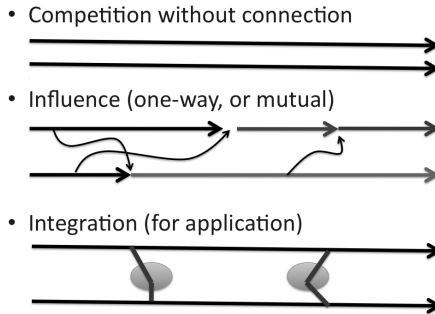 • Competition without connection
• Influence (one-way, or mutual)
• Integration (for application)